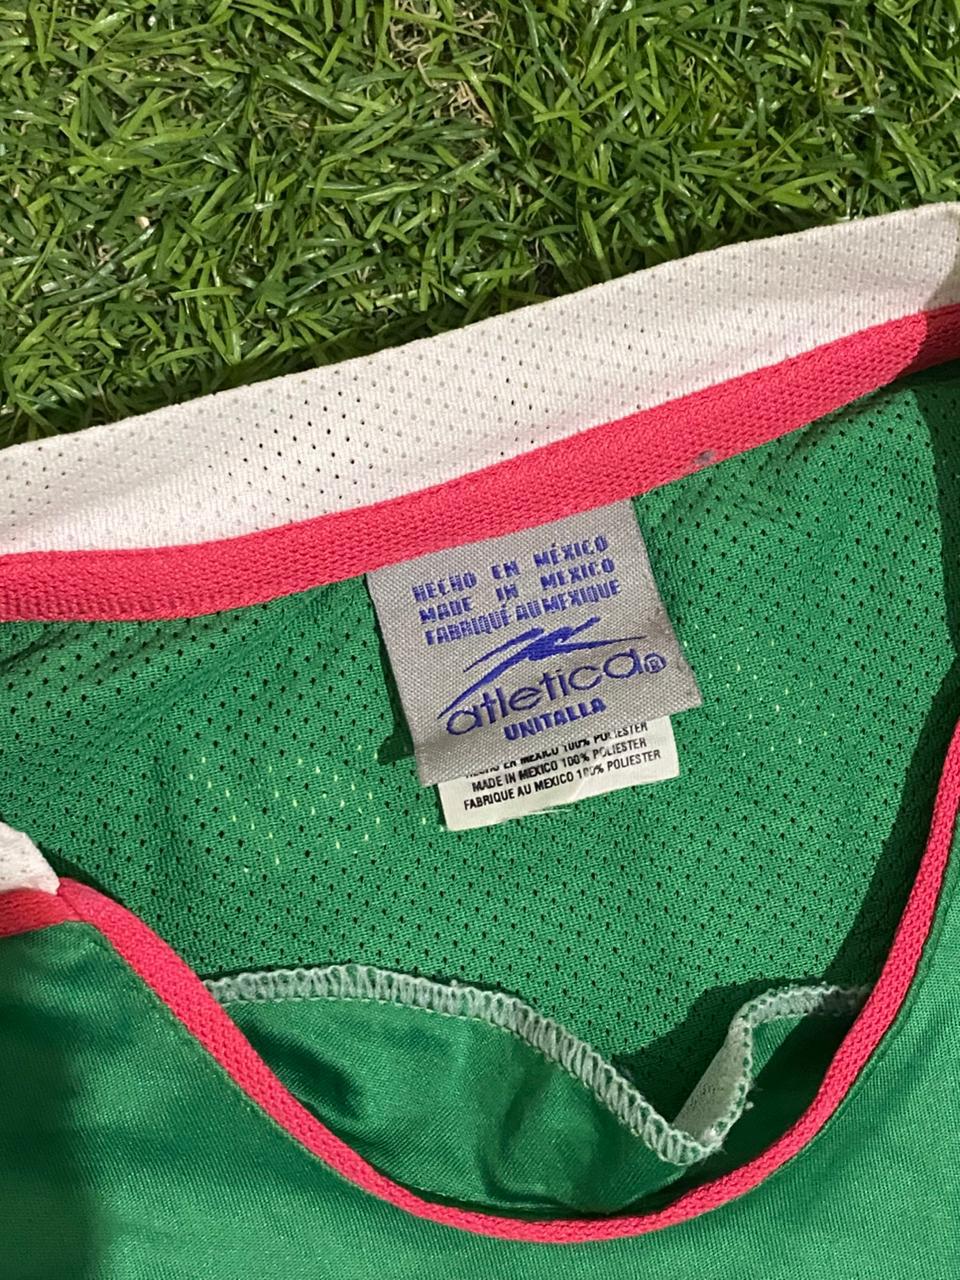 HECHO EN MÉXICO
MADE IN MEXICO
FABRIQUÉ AU MEXIQUE
atletica®
UNITALLA
HECHO EN MEXICO 100% POLIESTER
MADE IN MEXICO 100% POLIESTER
FABRIQUE AU MEXICO 100% POLIESTER